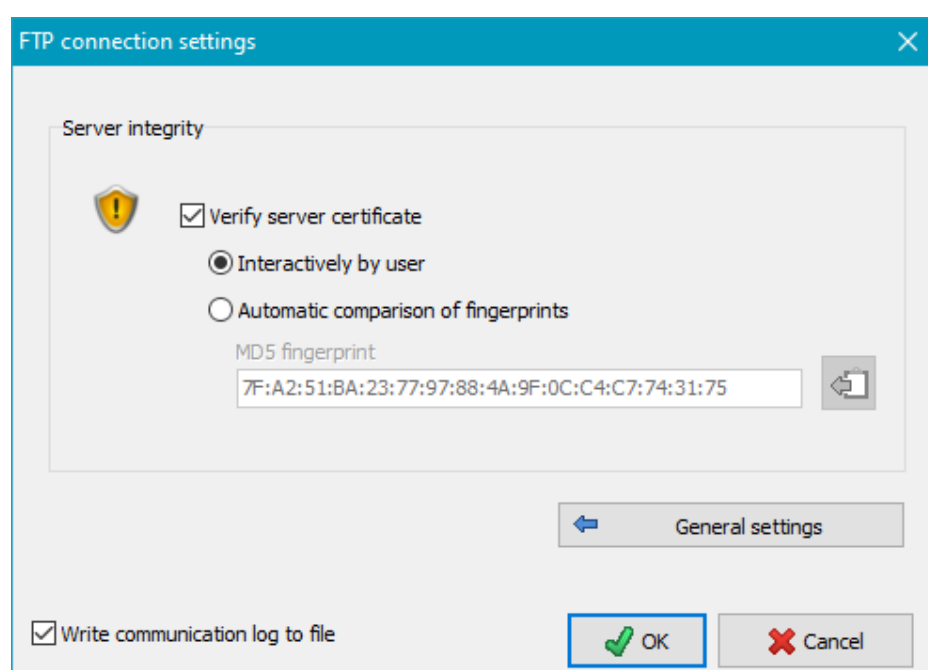 FTP connection settings
Server integrity
Verify server certificate
Interactively by user
Automatic comparison of fingerprints
MD5 fingerprint
7F:A2:51:BA:23:77:97:88:4A:9F:0C:C4:C7:74:31:75
General settings
Write communication log to file
OK
Cancel